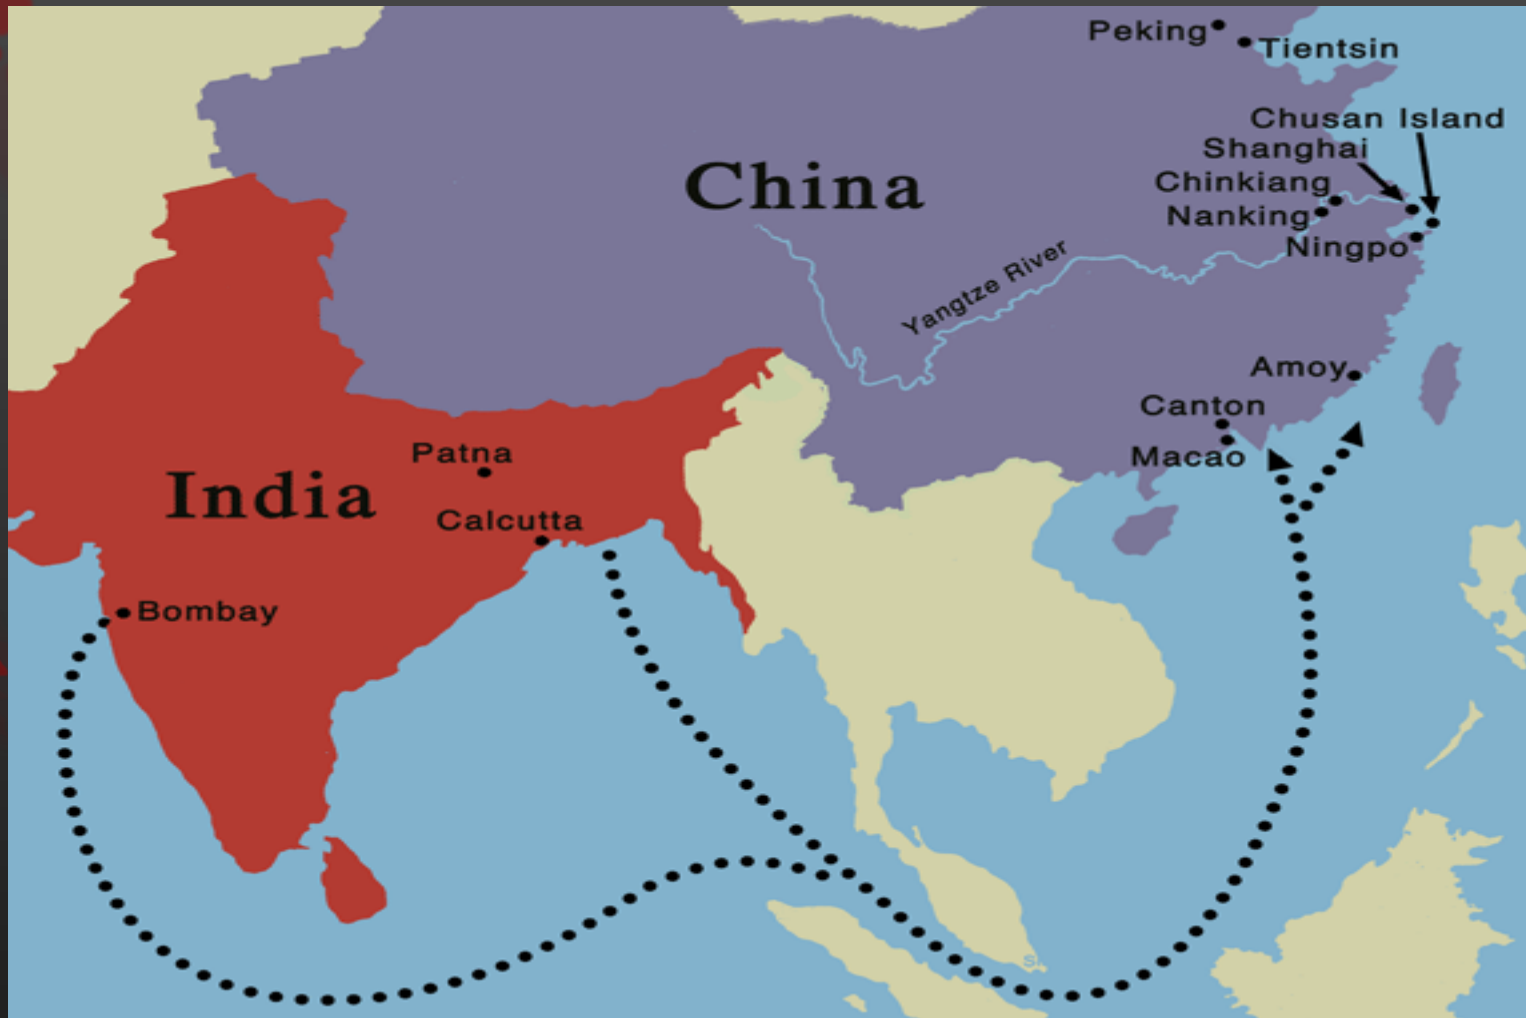 Peking
Tientsin
Chusan Island
Shanghai
China
Chinkiang
Nanking
Ningpo
Yangtze River
Amoy
Canton
Macao
Patna
India
Calcutta
Bombay